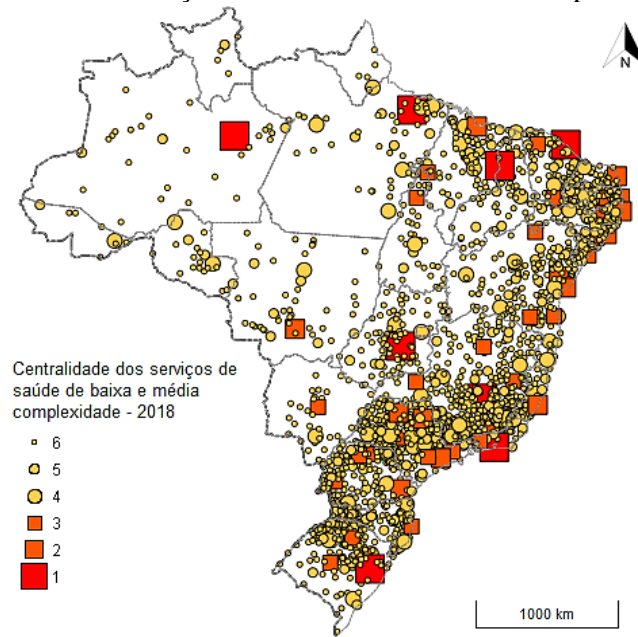 N
Centralidade dos serviços de
saúde de baixa e média
complexidade - 2018
6
5
4
3
2
1
1000 km